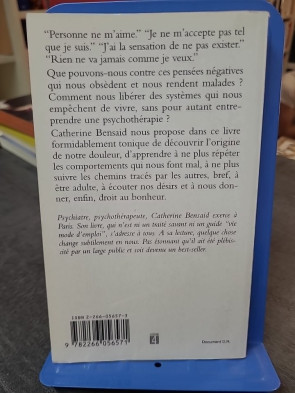 “Personne ne m'aime.” “Je ne m'accepte pas tel
que je suis.” “J'ai la sensation de ne pas exister.”
“Rien ne va jamais comme je veux.”
Que pouvons-nous contre ces pensées négatives
qui nous obsèdent et nous rendent malades ?
Comment nous libérer des systèmes qui nous
empêchent de vivre, sans pour autant entre-
prendre une psychothérapie ?
Catherine Bensaid nous propose dans ce livre
formidablement tonique de découvrir l'origine
de notre douleur, d'apprendre à ne plus répéter
les comportements qui nous font mal, à ne plus
suivre les chemins tracés par les autres, bref, à
être adulte, à écouter nos désirs et à nous don-
ner, enfin, droit au bonheur.
Psychiatre, psychothérapeute, Catherine Bensaid exerce à
Paris. Son livre, qui n'est ni un traité savant ni un guide “vie
mode d'emploi”, s'adresse à tous. A sa lecture, quelque chose
change subtilement en nous. Pas étonnant qu'il ait été plébis-
cité par un large public et soit devenu un best-seller.
ISBN 2-266-05657-3
9 782266 056571
Document G.H.